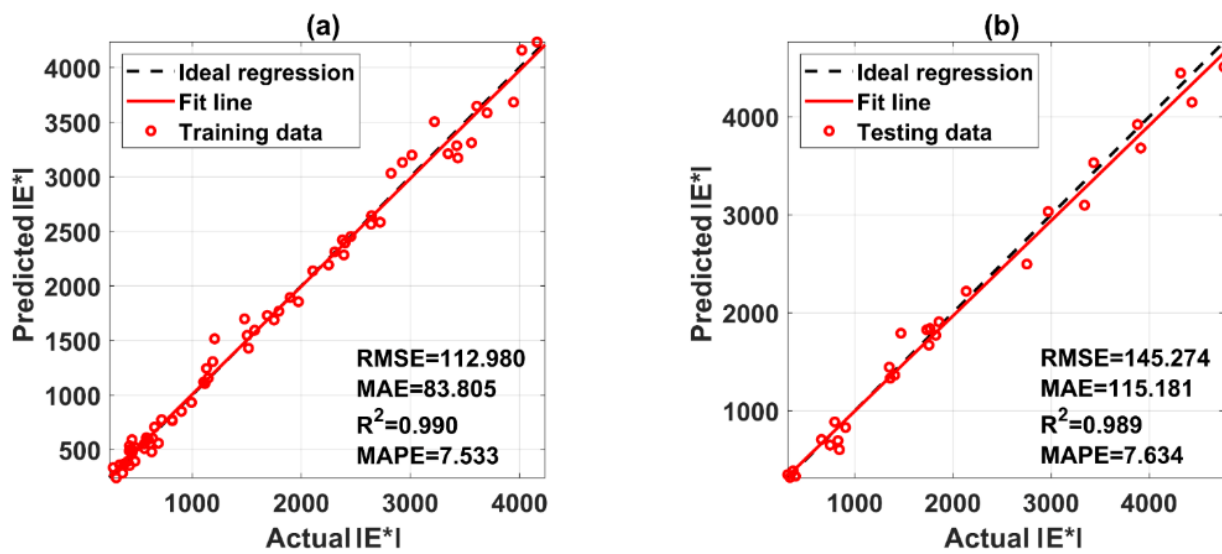 (a)
Predicted |E*|
4000
3500
3000
2500
2000
1500
1000
500
Ideal regression
Fit line
Training data
RMSE=112.980
MAE=83.805
R²=0.990
MAPE=7.533
1000
2000
3000
4000
Actual |E*|
(b)
Predicted |E*|
4000
3000
2000
1000
Ideal regression
Fit line
Testing data
RMSE=145.274
MAE=115.181
R²=0.989
MAPE=7.634
1000
2000
3000
4000
Actual |E*|